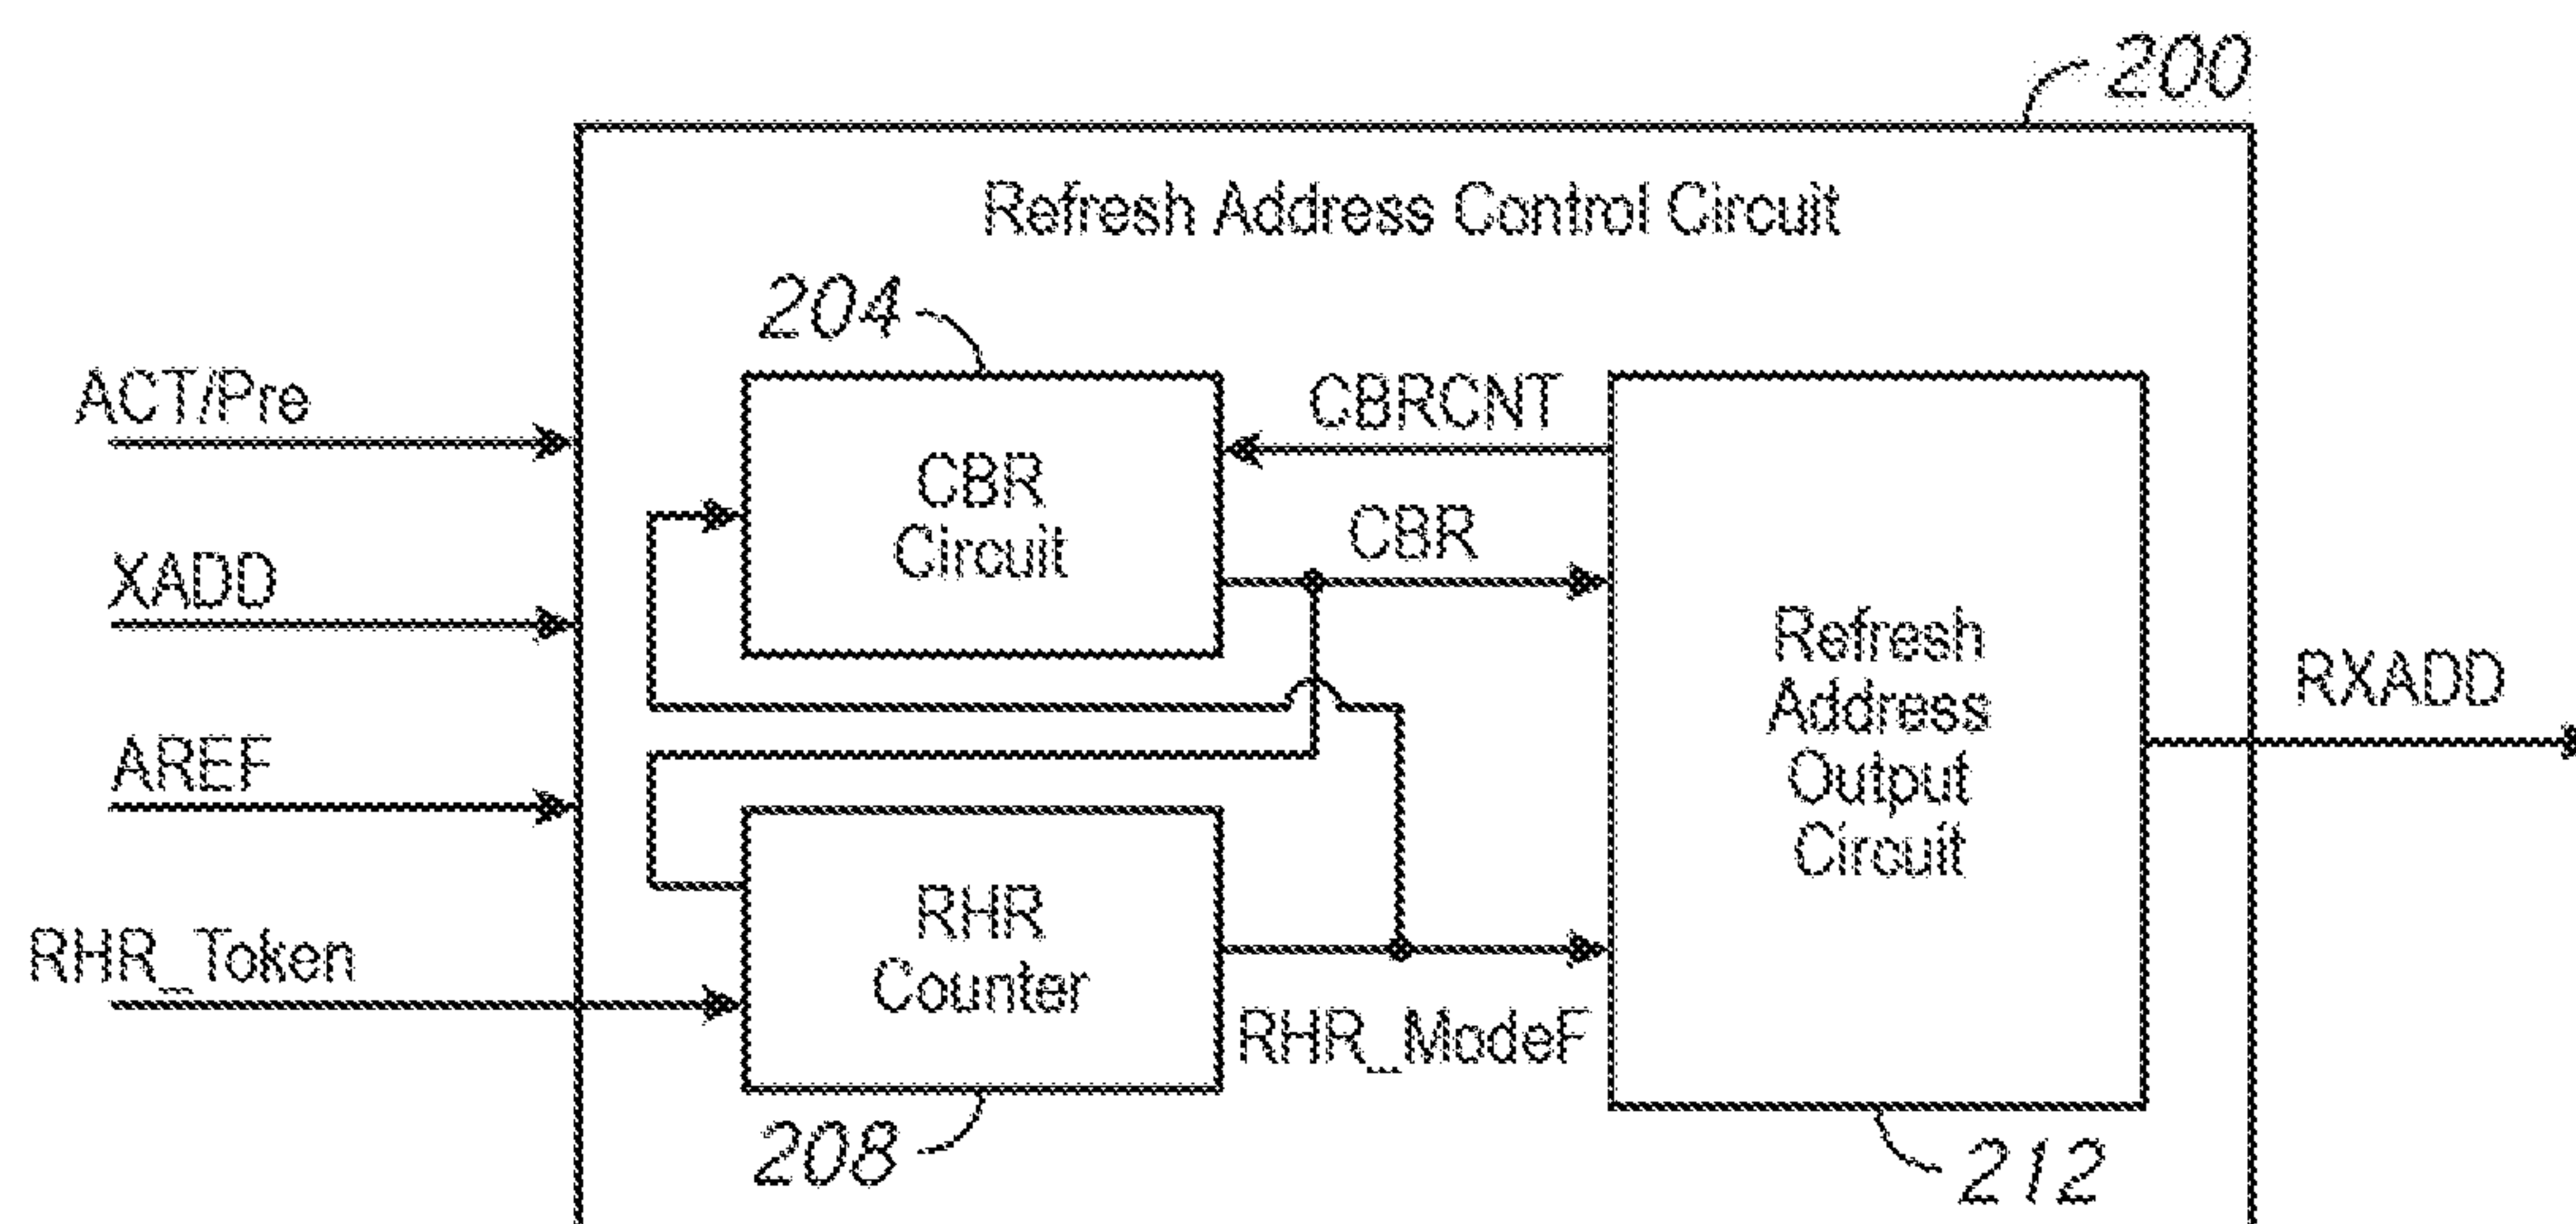 200
Refresh Address Control Circuit
204
ACT/Pre
CBRCNT
CBR
Circuit
CBR
XADD
Refresh
Address
Output
Circuit
RXADD
AREF
RHR_Token
RHR
Counter
RHR_ModeF
208
212